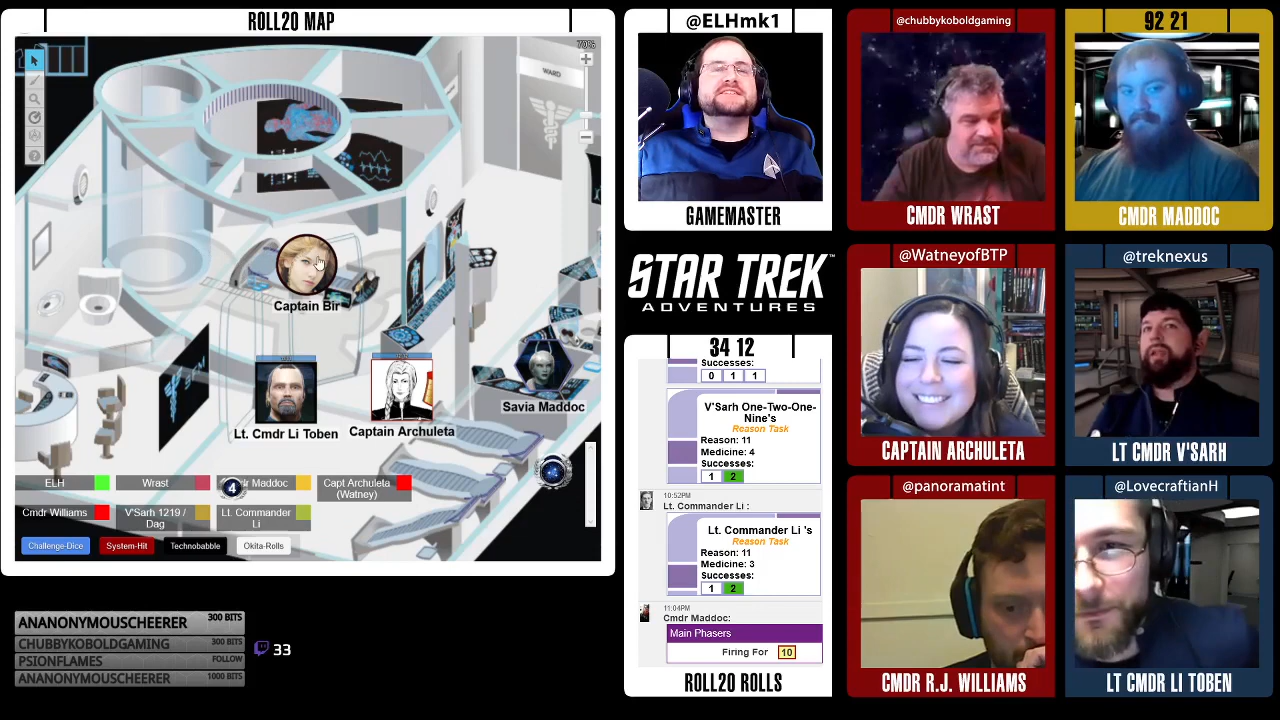 ROLL20 MAP
70%
WARD
Captain Bir
Lt. Cmdr Li Toben
Captain Archuleta
Savia Maddoc
ELH
Wrast
4
dr Maddoc
Capt Archuleta
(Watney)
Cmdr Williams
V'Sarh 1219 /
Dag
Lt. Commander
Li
Challenge-Dice
System-Hit
Technobabble
Okita-Rolls
ANANONYMOUSCHEERER
300 BITS
CHUBBYKOBOLDGAMING
300 BITS
PSIONFLAMES
FOLLOW
ANANONYMOUSCHEERER
1000 BITS
33
@ELHmk1
GAMEMASTER
STAR TREK™
ADVENTURES
34 12
Successes:
0 1 1
V'Sarh One-Two-One-
Nine's
Reason Task
Reason: 11
Medicine: 4
Successes:
1 2
10:52PM
Lt. Commander Li :
Lt. Commander Li 's
Reason Task
Reason: 11
Medicine: 3
Successes:
1 2
11:04PM
Cmdr Maddoc:
Main Phasers
Firing For 10
ROLL20 ROLLS
@chubbykoboldgaming
CMDR WRAST
92 21
CMDR MADDOC
@WatneyofBTP
CAPTAIN ARCHULETA
@treknexus
LT CMDR V'SARH
@panoramatint
CMDR R.J. WILLIAMS
@LovecraftianH
LT CMDR LI TOBEN